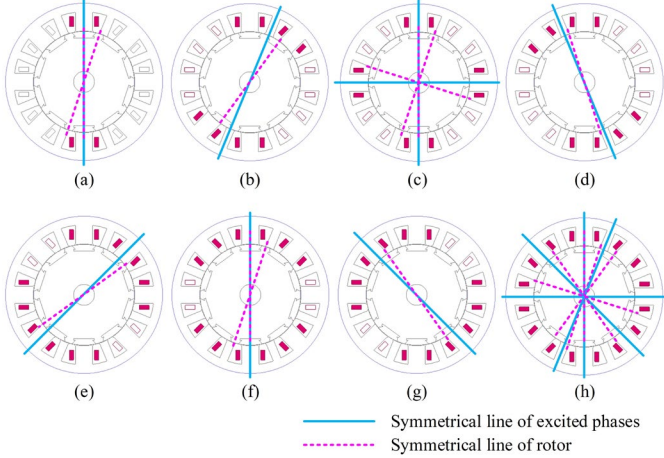 (a)
(b)
(c)
(d)
(e)
(f)
(g)
(h)
Symmetrical line of excited phases
Symmetrical line of rotor